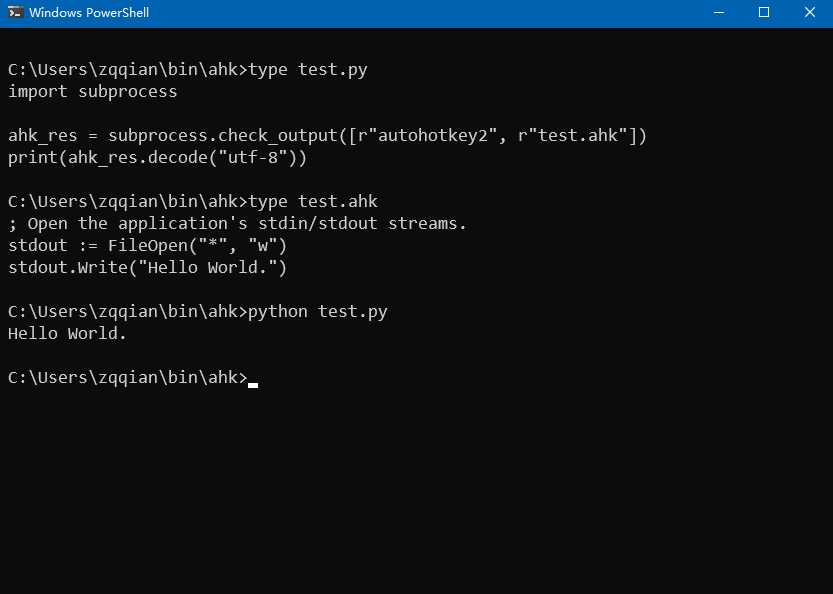 Windows PowerShell
C:\Users\zqqian\bin\ahk>type test.py
import subprocess
ahk_res = subprocess.check_output([r"autohotkey2", r"test.ahk"])
print(ahk_res.decode("utf-8"))
C:\Users\zqqian\bin\ahk>type test.ahk
; Open the application's stdin/stdout streams.
stdout := FileOpen("*", "w")
stdout.Write("Hello World.")
C:\Users\zqqian\bin\ahk>python test.py
Hello World.
C:\Users\zqqian\bin\ahk>